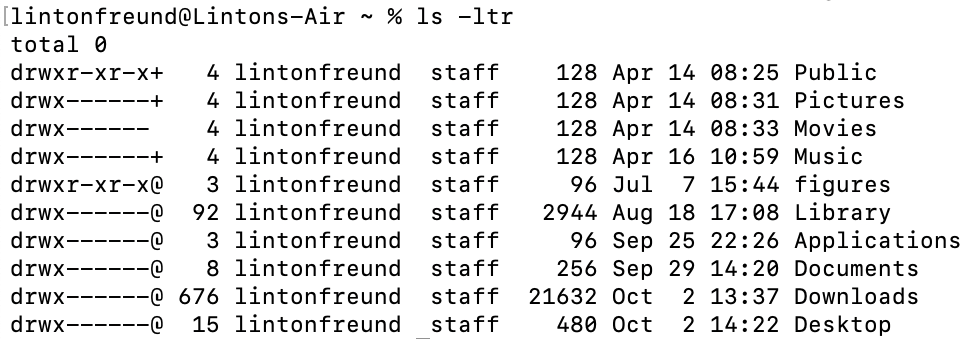 [lintonfreund@Lintons-Air ~ % ls -ltr
total 0
drwxr-xr-x+   4 lintonfreund  staff    128 Apr 14 08:25 Public
drwx------+   4 lintonfreund  staff    128 Apr 14 08:31 Pictures
drwx------    4 lintonfreund  staff    128 Apr 14 08:33 Movies
drwx------+   4 lintonfreund  staff    128 Apr 16 10:59 Music
drwxr-xr-x@   3 lintonfreund  staff     96 Jul  7 15:44 figures
drwx------@  92 lintonfreund  staff   2944 Aug 18 17:08 Library
drwx------@   3 lintonfreund  staff     96 Sep 25 22:26 Applications
drwx------@   8 lintonfreund  staff    256 Sep 29 14:20 Documents
drwx------@ 676 lintonfreund  staff  21632 Oct  2 13:37 Downloads
drwx------@  15 lintonfreund  staff    480 Oct  2 14:22 Desktop